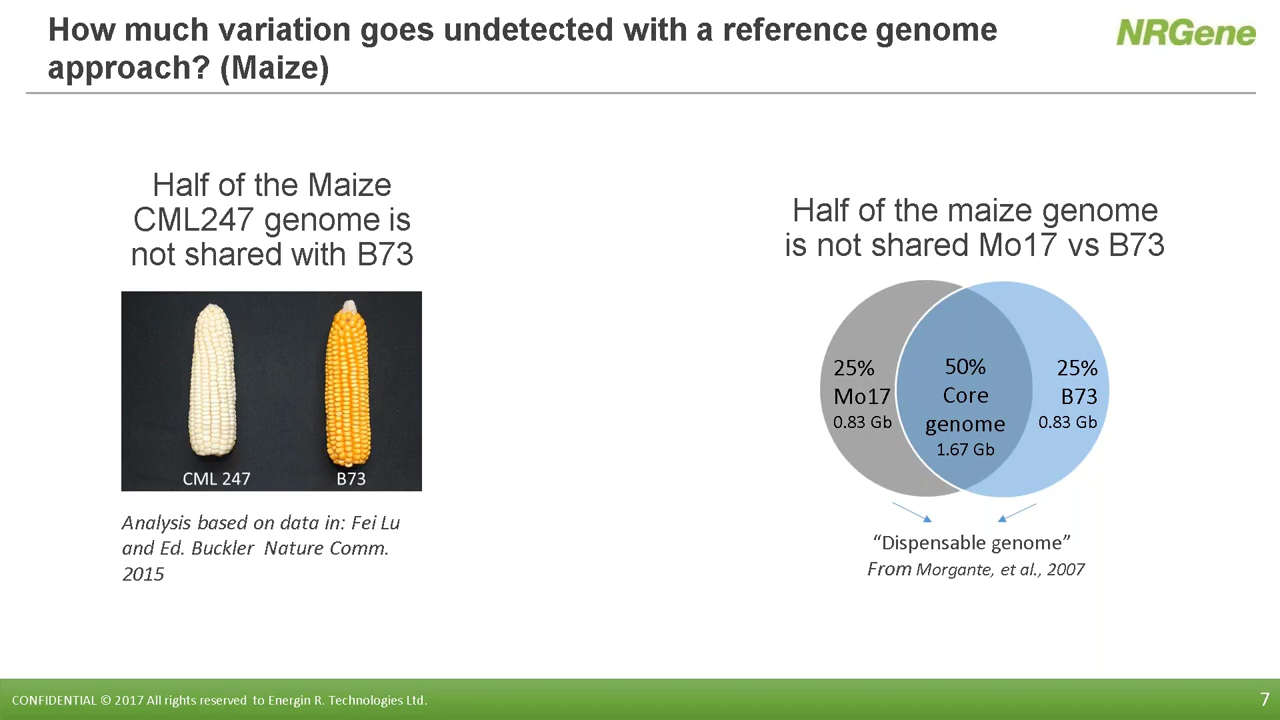 How much variation goes undetected with a reference genome
approach? (Maize)
NRGene
Half of the Maize
CML247 genome is
not shared with B73
CML 247
B73
Analysis based on data in: Fei Lu
and Ed. Buckler Nature Comm.
2015
Half of the maize genome
is not shared Mo17 vs B73
25%
Mo17
0.83 Gb
50%
Core
genome
1.67 Gb
25%
B73
0.83 Gb
“Dispensable genome”
From Morgante, et al., 2007
CONFIDENTIAL © 2017 All rights reserved to Energin R. Technologies Ltd.
7